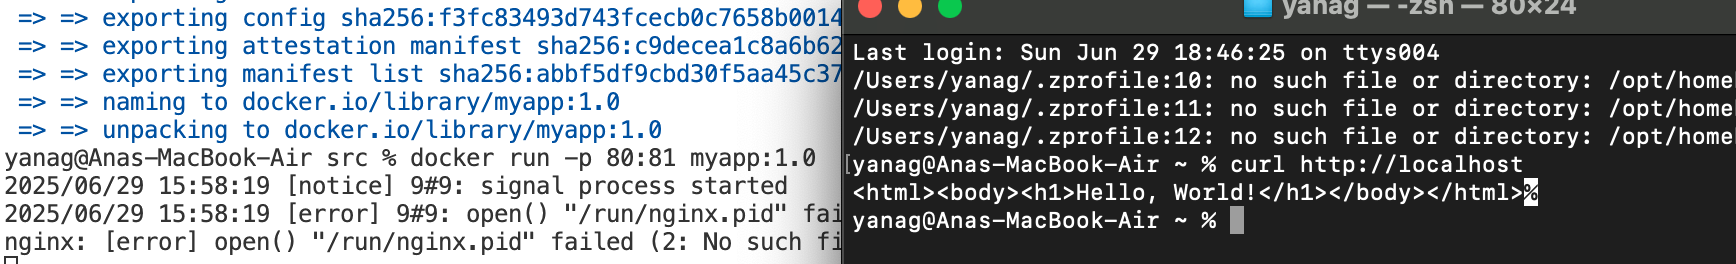 => => exporting config sha256:f3fc83493d743fcecb0c7658b0014
=> => exporting attestation manifest sha256:c9decea1c8a6b62
=> => exporting manifest list sha256:abbf5df9cbd30f5aa45c37
=> => naming to docker.io/library/myapp:1.0
=> => unpacking to docker.io/library/myapp:1.0
yanag@Anas-MacBook-Air src % docker run -p 80:81 myapp:1.0
2025/06/29 15:58:19 [notice] 9#9: signal process started
2025/06/29 15:58:19 [error] 9#9: open() "/run/nginx.pid" fai
nginx: [error] open() "/run/nginx.pid" failed (2: No such fi
yanag — -zsh — 80×24
Last login: Sun Jun 29 18:46:25 on ttys004
/Users/yanag/.zprofile:10: no such file or directory: /opt/home
/Users/yanag/.zprofile:11: no such file or directory: /opt/home
/Users/yanag/.zprofile:12: no such file or directory: /opt/home
[yanag@Anas-MacBook-Air ~ % curl http://localhost
<html><body><h1>Hello, World!</h1></body></html>%
yanag@Anas-MacBook-Air ~ %